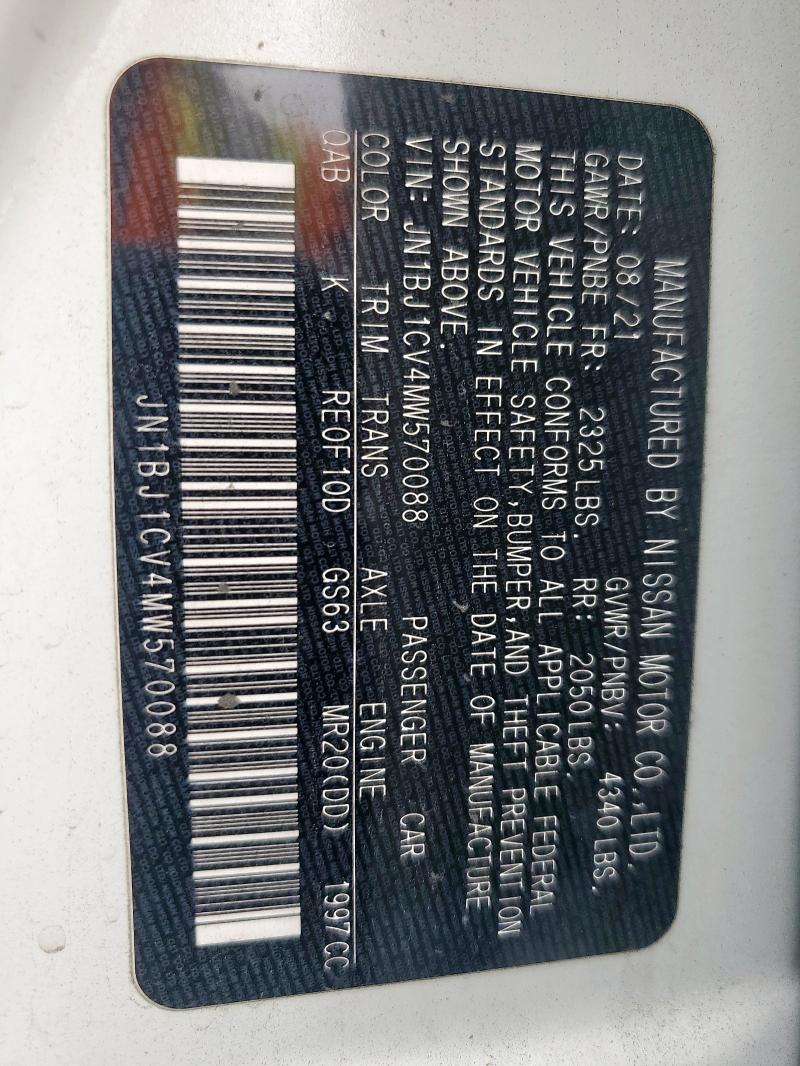 MANUFACTURED BY NISSAN MOTOR CO.,LTD.
DATE: 08/21 GVWR/PNBV: 4340 LBS.
GAWR/PNBE FR: 2325 LBS. RR: 2050 LBS.
THIS VEHICLE CONFORMS TO ALL APPLICABLE FEDERAL
MOTOR VEHICLE SAFETY,BUMPER,AND THEFT PREVENTION
STANDARDS IN EFFECT ON THE DATE OF MANUFACTURE
SHOWN ABOVE.
VIN: JN1BJ1CV4MW570088 PASSENGER CAR
COLOR TRIM TRANS AXLE ENGINE
QAB K REOF10D GS63 MR20(DD) 1997CC
JN1BJ1CV4MW570088